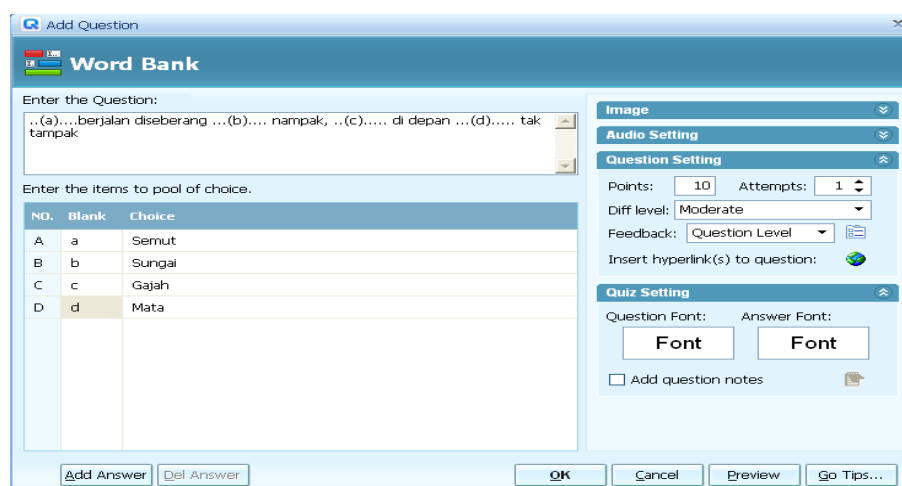 Add Question
Word Bank
Enter the Question:
..(a)....berjalan diseberang ...(b).... nampak, ..(c)..... di depan ...(d)..... tak
tampak
Enter the items to pool of choice.
NO. Blank Choice
A a Semut
B b Sungai
C c Gajah
D d Mata
Add Answer Del Answer
Image
Audio Setting
Question Setting
Points: 10 Attempts: 1
Diff level: Moderate
Feedback: Question Level
Insert hyperlink(s) to question:
Quiz Setting
Question Font: Answer Font:
Font Font
Add question notes
OK Cancel Preview Go Tips...